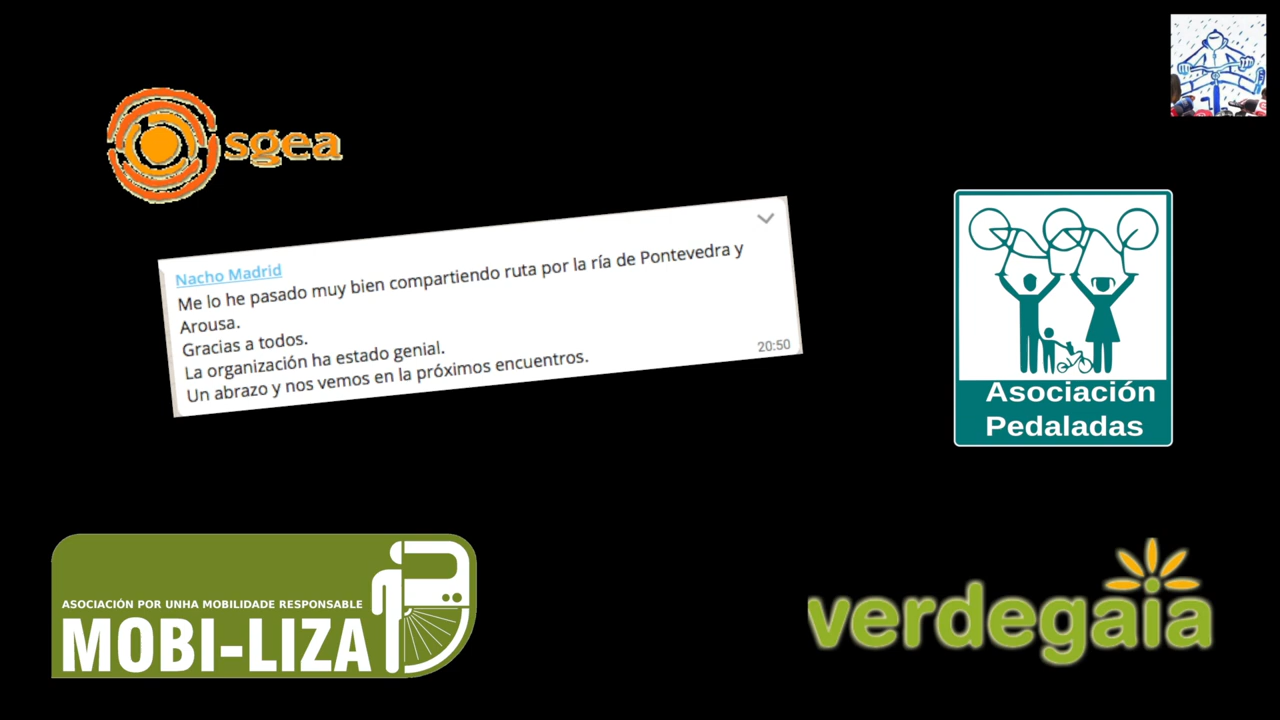 sgea
Nacho Madrid
Me lo he pasado muy bien compartiendo ruta por la ría de Pontevedra y
Arousa.
Gracias a todos.
La organización ha estado genial.
Un abrazo y nos vemos en la próximos encuentros.
20:50
Asociación
Pedaladas
ASOCIACIÓN POR UNHA MOBILIDADE RESPONSABLE
MOBI-LIZA
verdegaia